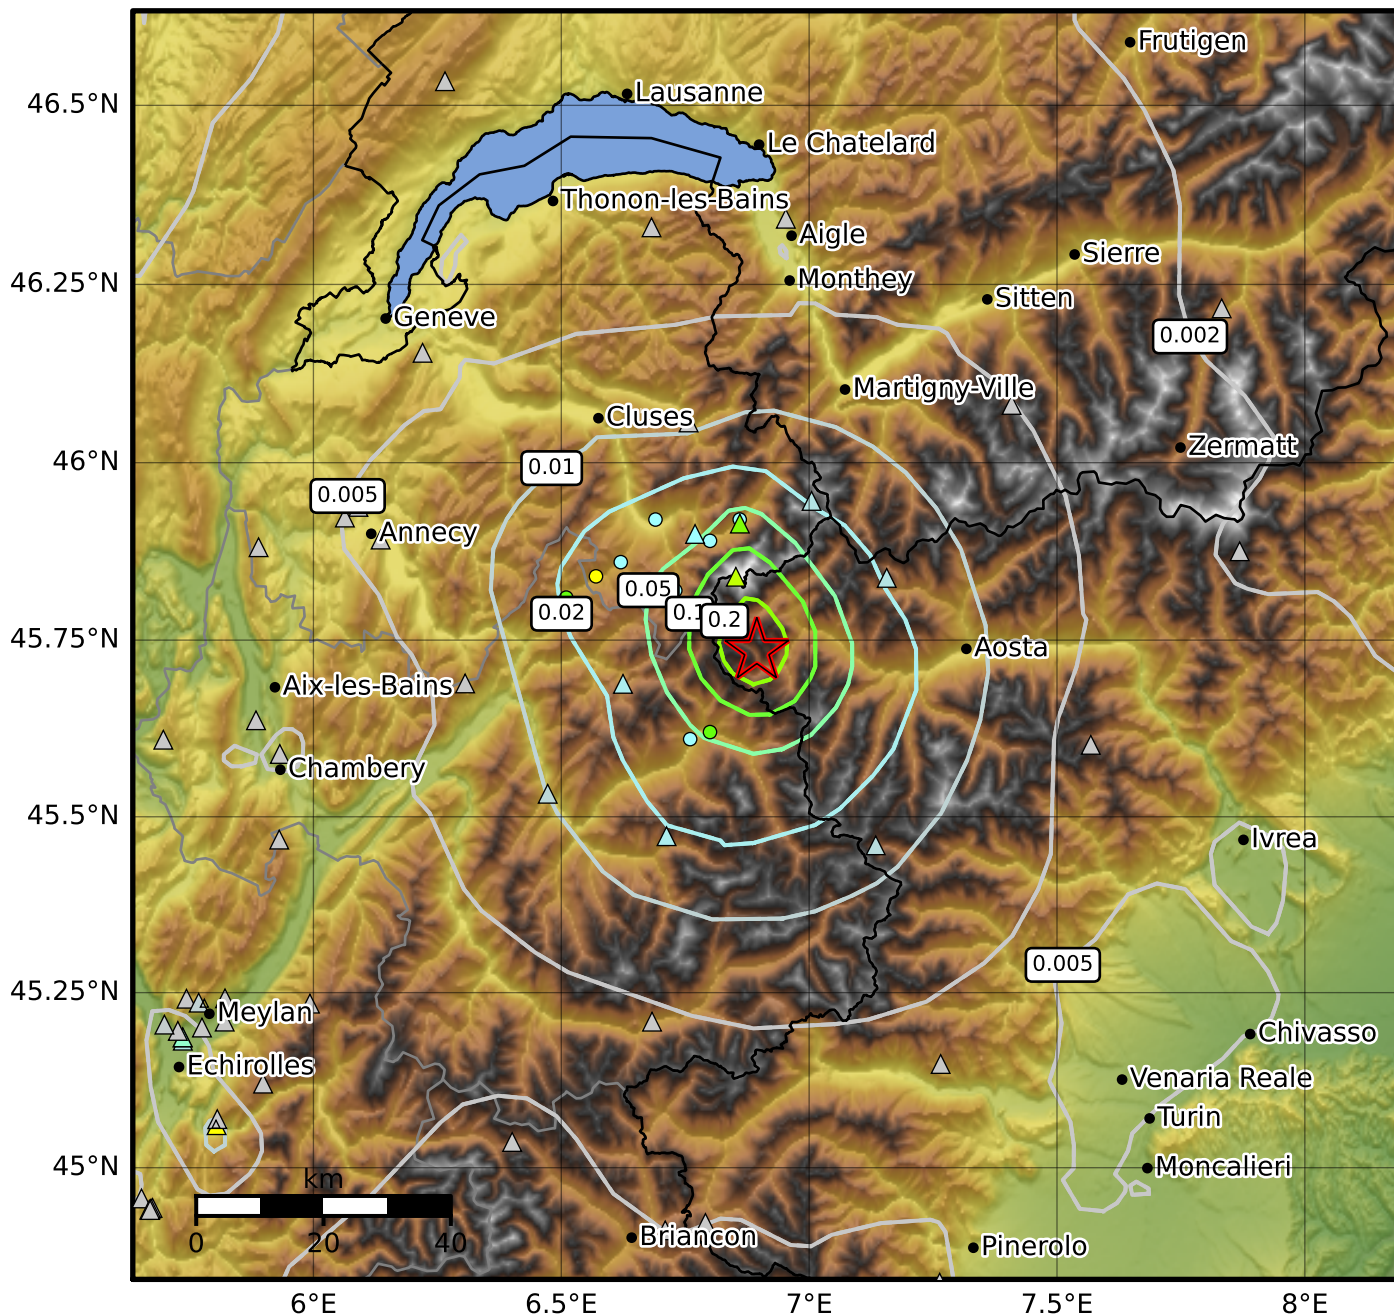 Frutigen
46.5°N
Lausanne
Le Chatelard
Thonon-les-Bains
Aigle
Sierre
46.25°N
Monthey
Sitten
Geneve
0.002
Martigny-Ville
Cluses
Zermatt
46°N
0.01
0.005
Annecy
0.05
0.02
0.1
0.2
45.75°N
Aosta
Aix-les-Bains
Chambery
45.5°N
Ivrea
0.005
45.25°N
Meylan
Chivasso
Echirolles
Venaria Reale
Turin
45°N
Moncalieri
km
0
20
40
Briancon
Pinerolo
6°E
6.5°E
7°E
7.5°E
8°E